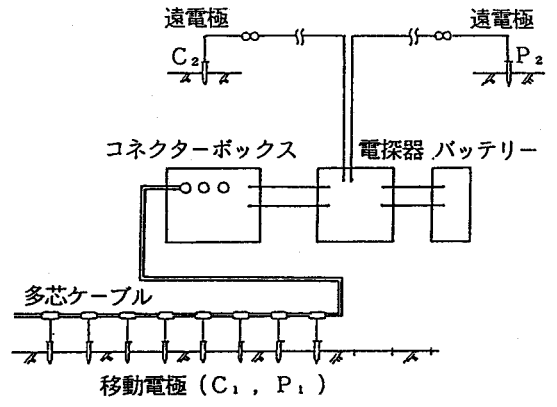 遠電極 遠電極
C₂ P₂
コネクターボックス 電探器 バッテリー
多芯ケーブル
移動電極(C₁，P₁)